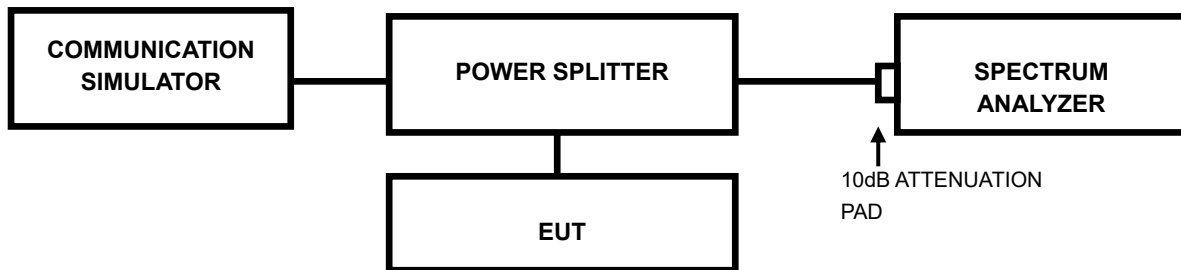 COMMUNICATION
SIMULATOR
POWER SPLITTER
SPECTRUM
ANALYZER
10dB ATTENUATION
PAD
EUT